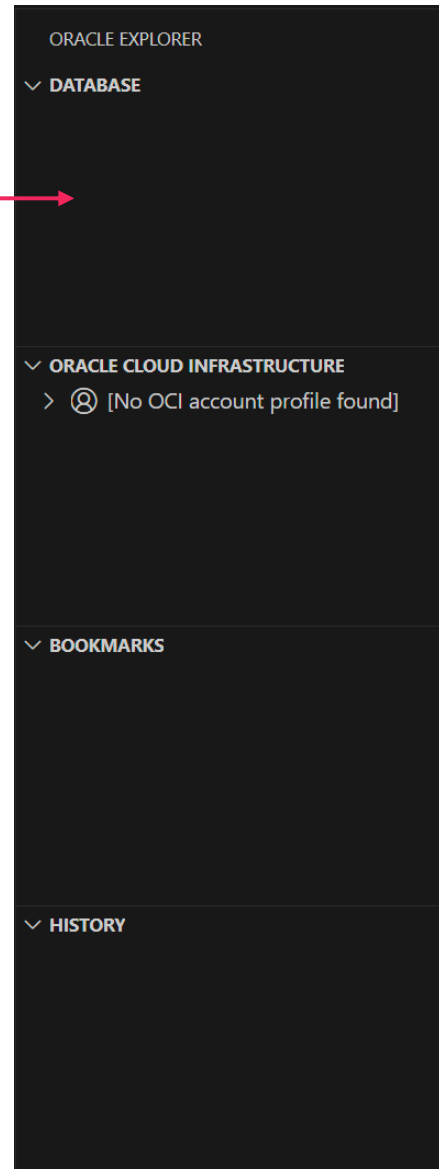 ORACLE EXPLORER
DATABASE
ORACLE CLOUD INFRASTRUCTURE
[No OCI account profile found]
BOOKMARKS
HISTORY